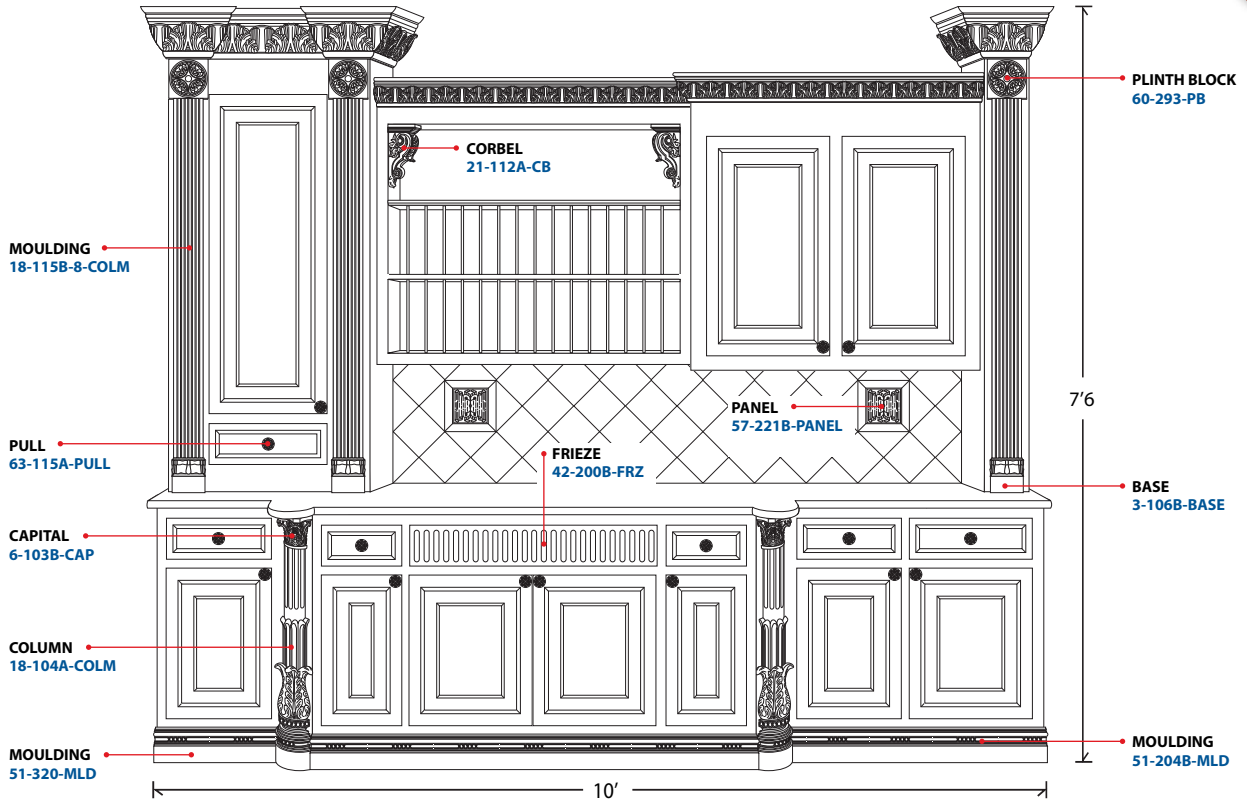 PLINTH BLOCK
60-293-PB
CORBEL
21-112A-CB
MOULDING
18-115B-8-COLM
7'6
PANEL
57-221B-PANEL
PULL
63-115A-PULL
FRIEZE
42-200B-FRZ
BASE
3-106B-BASE
CAPITAL
6-103B-CAP
COLUMN
18-104A-COLM
MOULDING
51-320-MLD
MOULDING
51-204B-MLD
10'